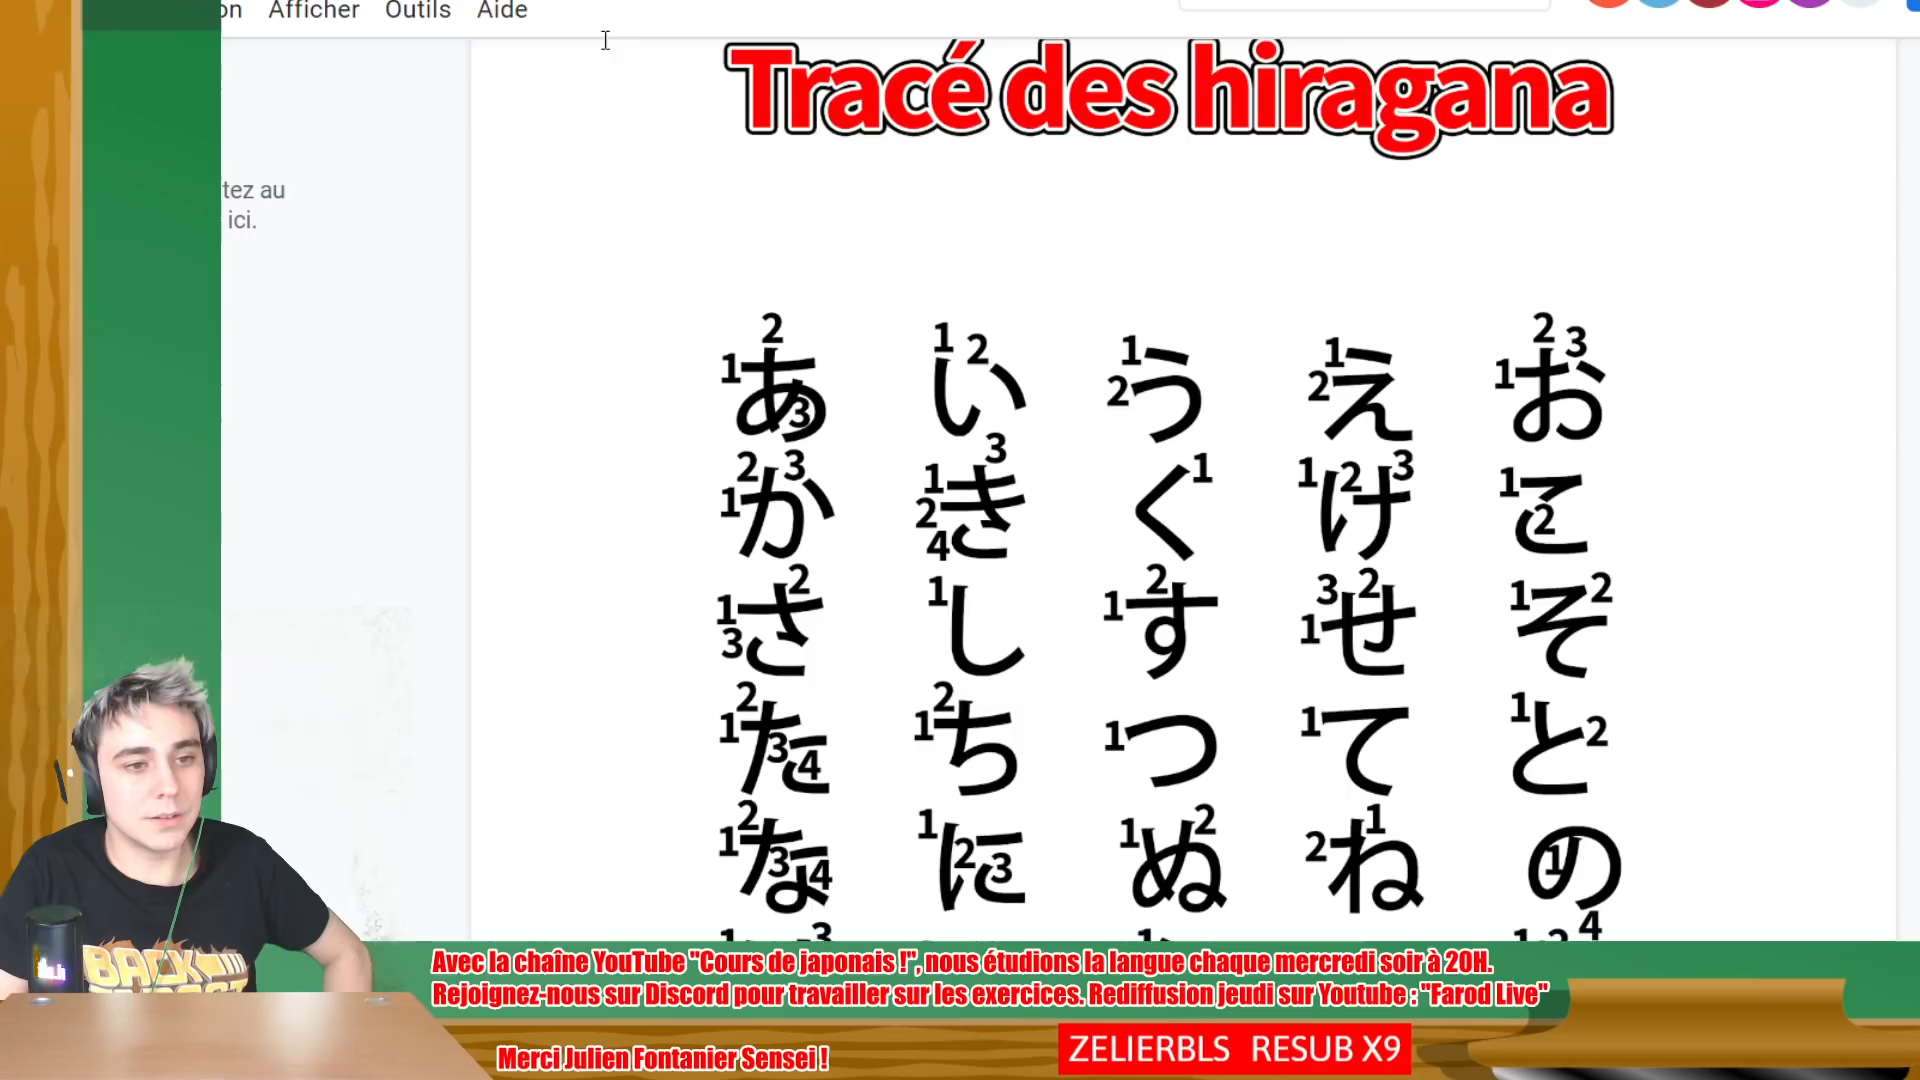 on Afficher Outils Aide
Tracé des hiragana
tez au
ici.
あ い う え お
か き く け こ
さ し す せ そ
た ち つ て と
な に ぬ ね の
Avec la chaîne YouTube "Cours de japonais !", nous étudions la langue chaque mercredi soir à 20H.
Rejoignez-nous sur Discord pour travailler sur les exercices. Rediffusion jeudi sur Youtube : "Farod Live"
Merci Julien Fontanier Sensei !
ZELIERBLS RESUB X9
BACK